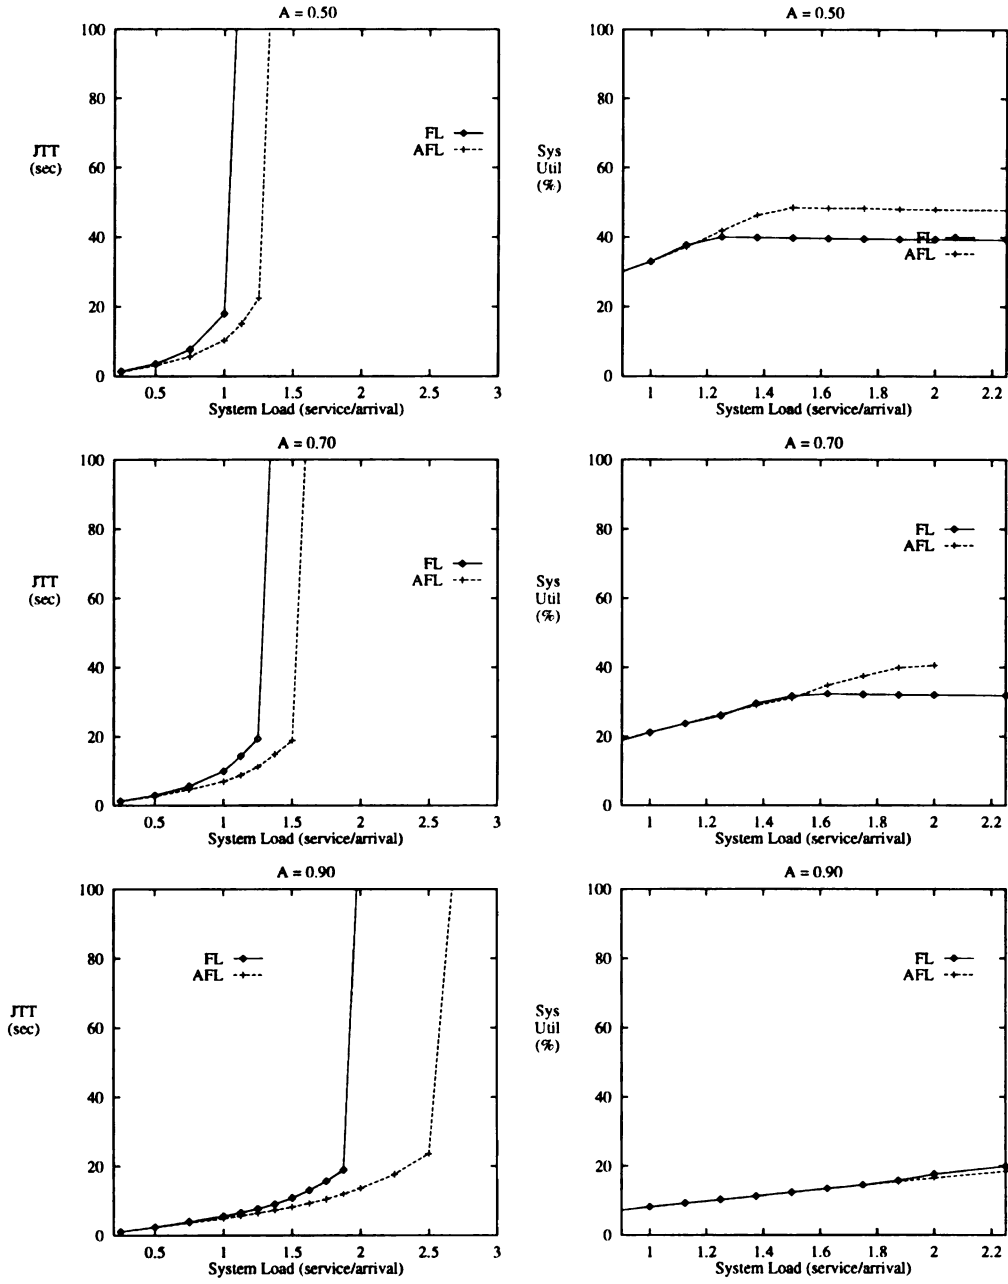 A = 0.50
100
80
60
40
20
0
JTT
(sec)
FL
AFL
0.5 1 1.5 2 2.5 3
System Load (service/arrival)
A = 0.50
100
80
60
40
20
0
Sys
Util
(%)
FL
AFL
1 1.2 1.4 1.6 1.8 2 2.2
System Load (service/arrival)
A = 0.70
100
80
60
40
20
0
JTT
(sec)
FL
AFL
0.5 1 1.5 2 2.5 3
System Load (service/arrival)
A = 0.70
100
80
60
40
20
0
Sys
Util
(%)
FL
AFL
1 1.2 1.4 1.6 1.8 2 2.2
System Load (service/arrival)
A = 0.90
100
80
60
40
20
0
JTT
(sec)
FL
AFL
0.5 1 1.5 2 2.5 3
System Load (service/arrival)
A = 0.90
100
80
60
40
20
0
Sys
Util
(%)
FL
AFL
1 1.2 1.4 1.6 1.8 2 2.2
System Load (service/arrival)